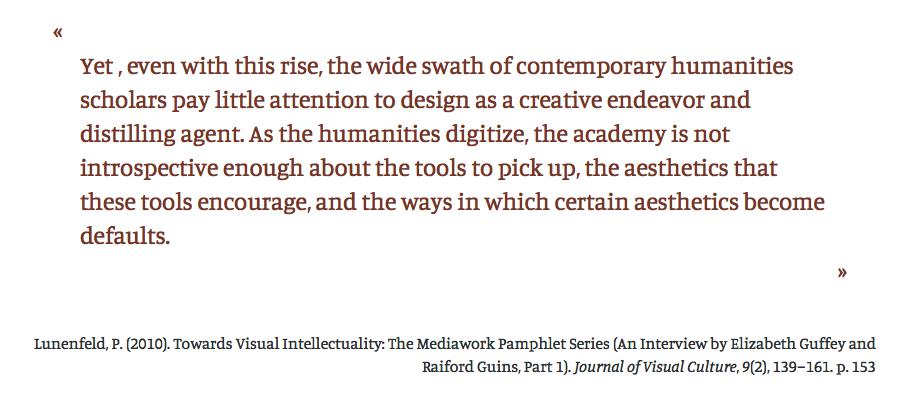 «
Yet , even with this rise, the wide swath of contemporary humanities
scholars pay little attention to design as a creative endeavor and
distilling agent. As the humanities digitize, the academy is not
introspective enough about the tools to pick up, the aesthetics that
these tools encourage, and the ways in which certain aesthetics become
defaults.
»
Lunenfeld, P. (2010). Towards Visual Intellectuality: The Mediawork Pamphlet Series (An Interview by Elizabeth Guffey and
Raiford Guins, Part 1). Journal of Visual Culture, 9(2), 139–161. p. 153